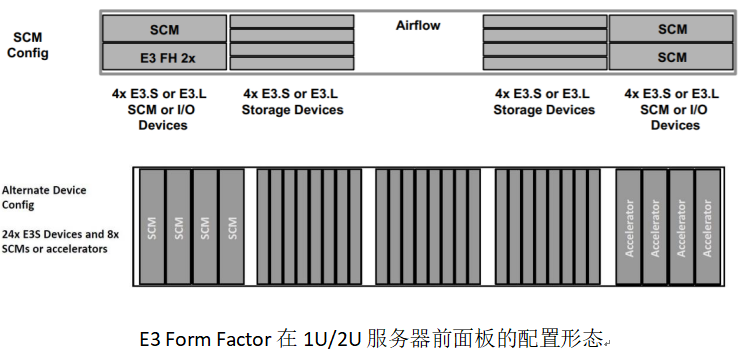 SCM
Config
SCM
E3 FH 2x
Airflow
SCM
SCM
4x E3.S or E3.L
SCM or I/O
Devices
4x E3.S or E3.L
Storage Devices
4x E3.S or E3.L
Storage Devices
4x E3.S or E3.L
SCM or I/O
Devices
Alternate Device
Config
24x E3S Devices and 8x
SCMs or accelerators
SCM
SCM
SCM
SCM
Accelerator
Accelerator
Accelerator
Accelerator
E3 Form Factor 在 1U/2U 服务器前面板的配置形态